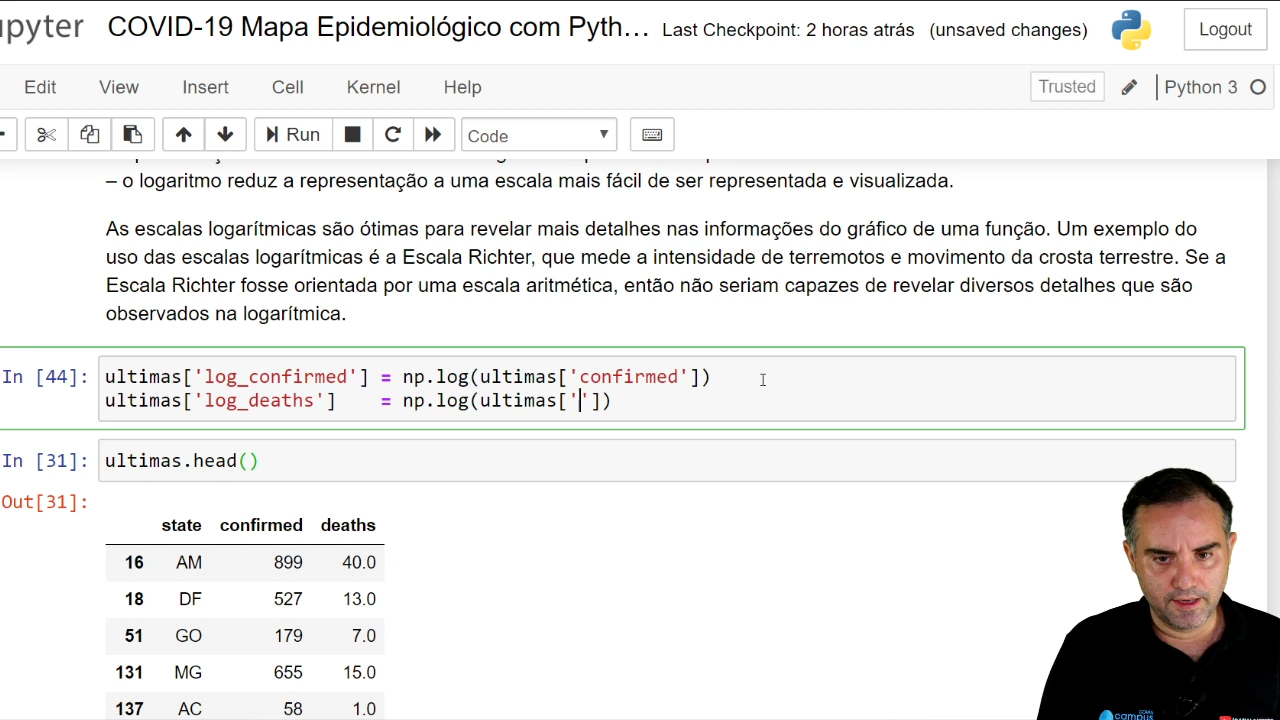 upyter COVID-19 Mapa Epidemiológico com Pyth... Last Checkpoint: 2 horas atrás (unsaved changes) Logout
Edit View Insert Cell Kernel Help Trusted Python 3
Run Code
– o logaritmo reduz a representação a uma escala mais fácil de ser representada e visualizada.
As escalas logarítmicas são ótimas para revelar mais detalhes nas informações do gráfico de uma função. Um exemplo do
uso das escalas logarítmicas é a Escala Richter, que mede a intensidade de terremotos e movimento da crosta terrestre. Se a
Escala Richter fosse orientada por uma escala aritmética, então não seriam capazes de revelar diversos detalhes que são
observados na logarítmica.
In [44]: ultimas['log_confirmed'] = np.log(ultimas['confirmed'])
ultimas['log_deaths'] = np.log(ultimas[''])
In [31]: ultimas.head()
Out[31]:
state confirmed deaths
16 AM 899 40.0
18 DF 527 13.0
51 GO 179 7.0
131 MG 655 15.0
137 AC 58 1.0
campus